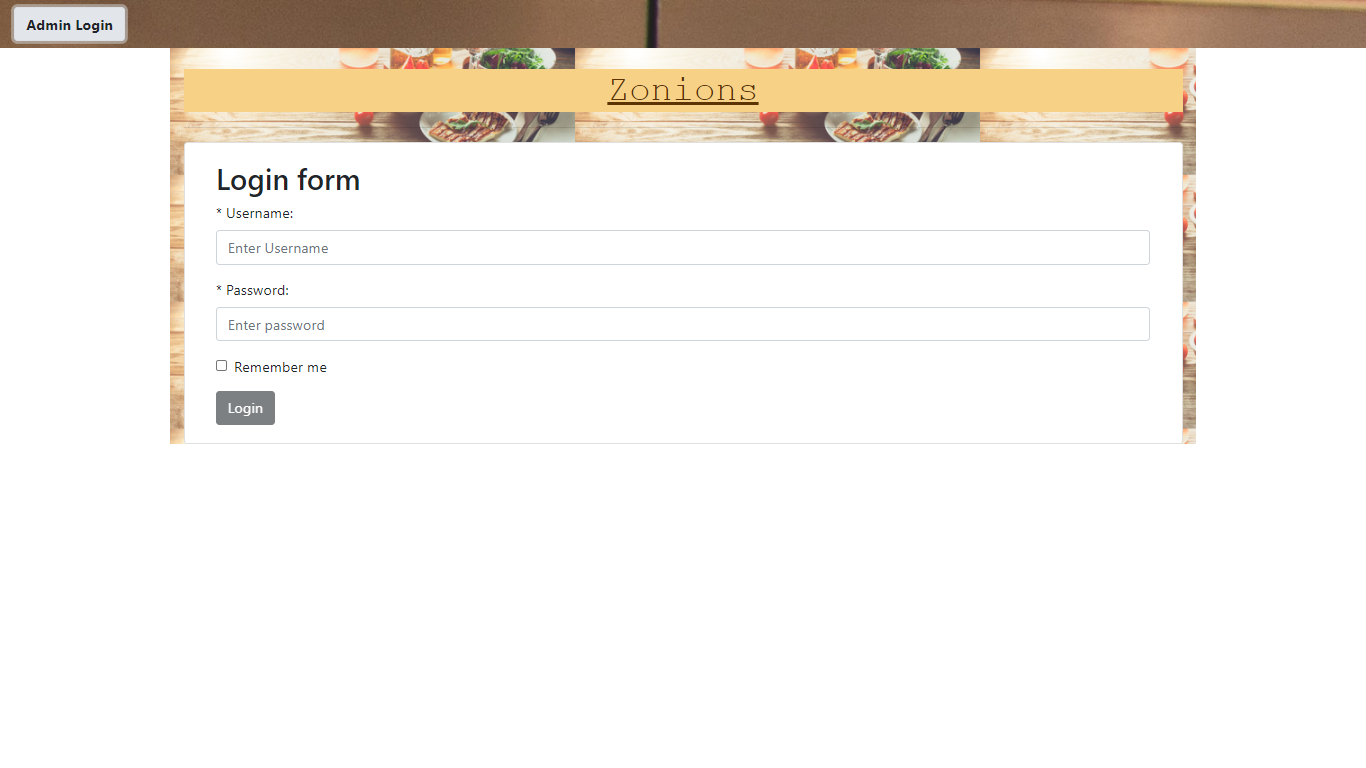 Admin Login
Zonions
Login form
* Username:
Enter Username
* Password:
Enter password
Remember me
Login